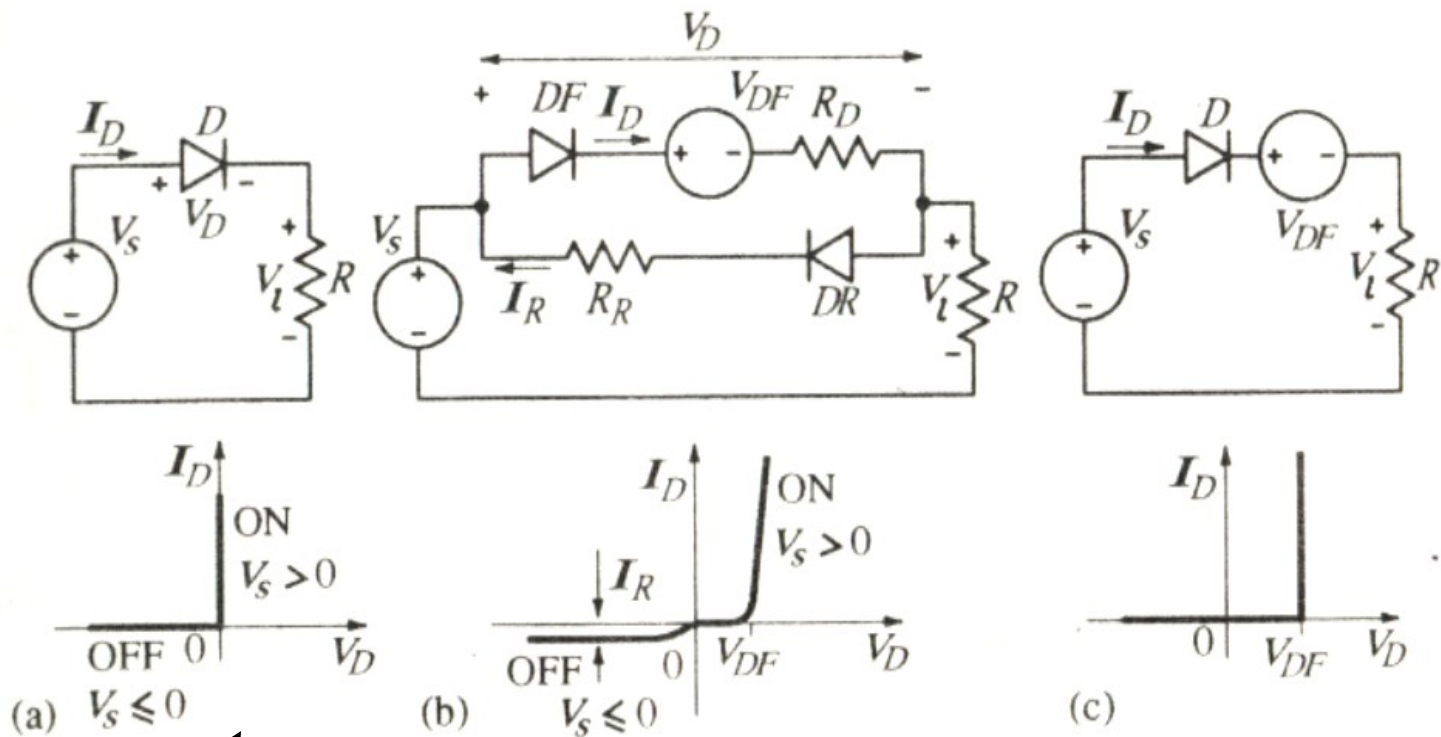 V_D
I_D D
+ V_D -
V_s
+
-
+
V_l R
-
+ DF I_D V_DF R_D -
+ -
V_s
+
-
I_R R_R DR
+
V_l R
-
I_D D
+ -
V_DF
V_s
+
-
+
V_l R
-
I_D
ON
V_s > 0
OFF 0 V_D
V_s ≤ 0
(a)
I_D
ON
V_s > 0
I_R
OFF 0 V_DF V_D
V_s ≤ 0
(b)
I_D
0 V_DF V_D
(c)